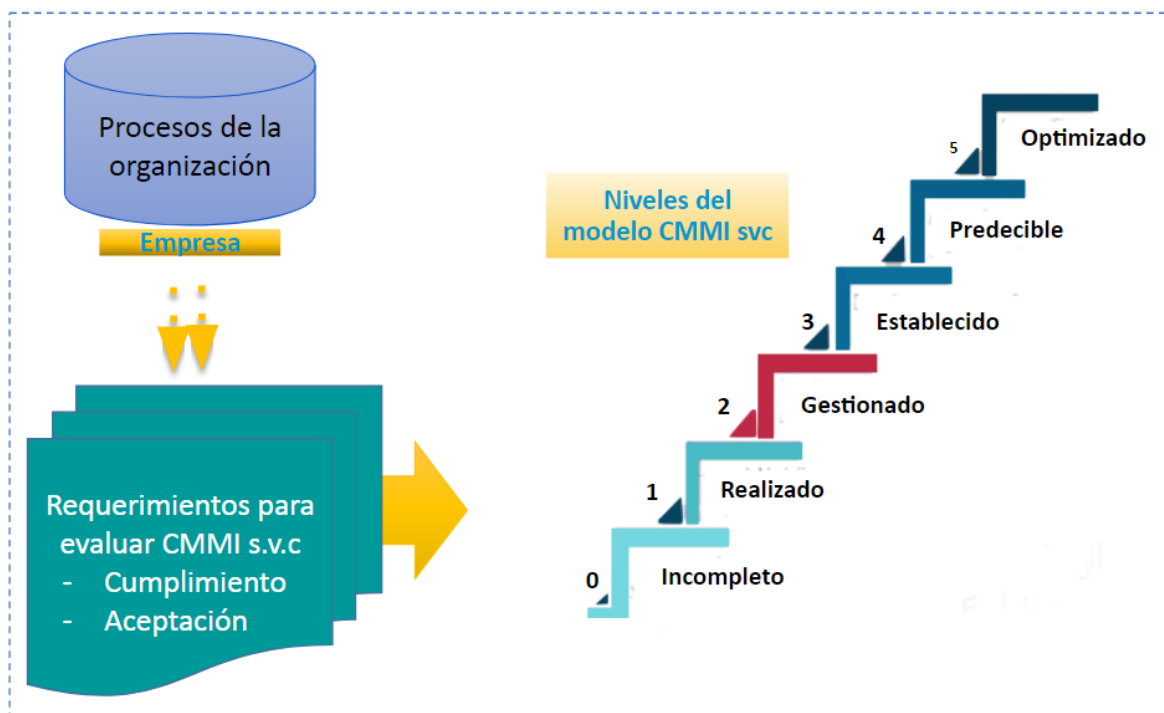 Procesos de la
organización
Empresa
Requerimientos para
evaluar CMMI s.v.c
- Cumplimiento
- Aceptación
Niveles del
modelo CMMI svc
5
Optimizado
4
Predecible
3
Establecido
2
Gestionado
1
Realizado
0
Incompleto